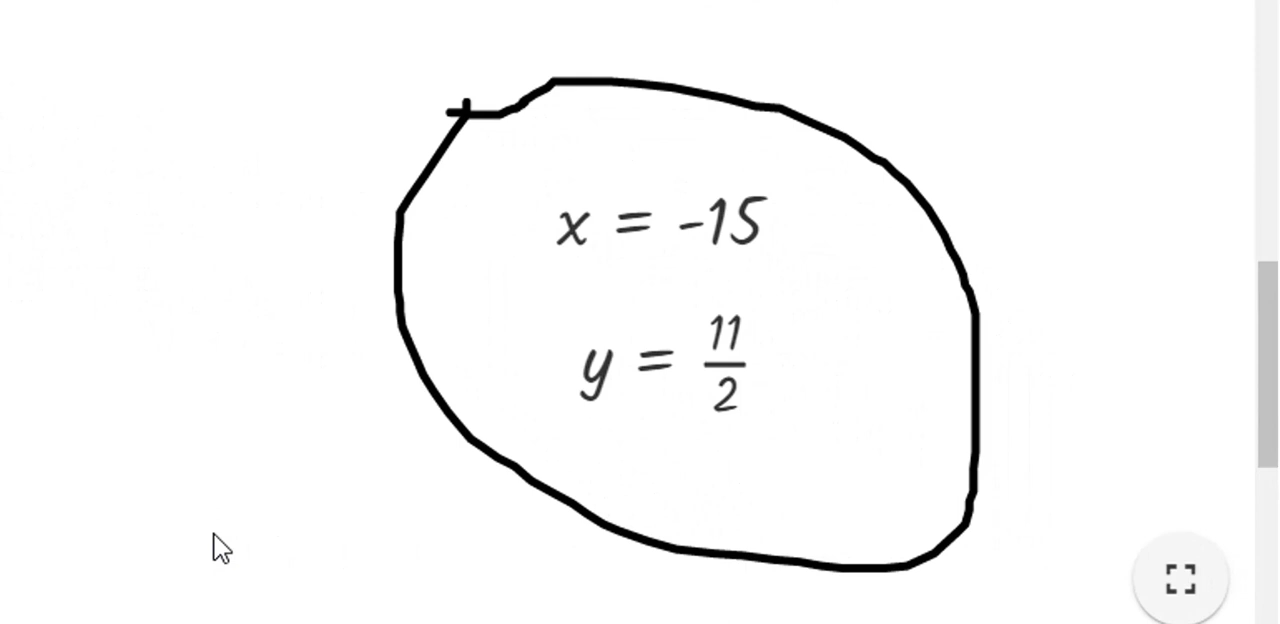 x = -15
y = 11/2